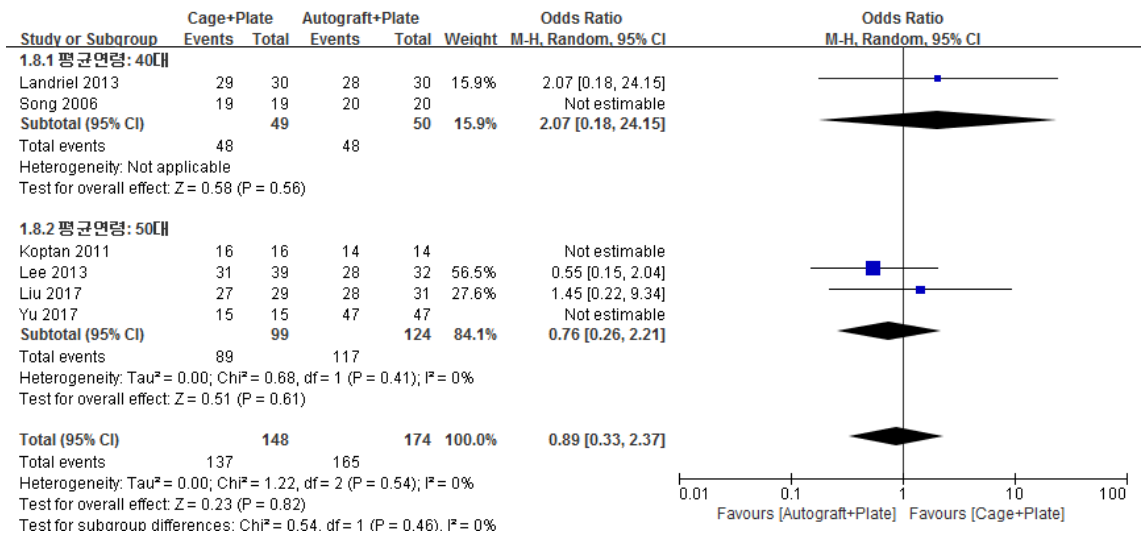 Cage+Plate Autograft+Plate Odds Ratio Odds Ratio
Study or Subgroup Events Total Events Total Weight M-H, Random, 95% CI M-H, Random, 95% CI
1.8.1 평균연령: 40대
Landriel 2013 29 30 28 30 15.9% 2.07 [0.18, 24.15]
Song 2006 19 19 20 20 Not estimable
Subtotal (95% CI) 49 50 15.9% 2.07 [0.18, 24.15]
Total events 48 48
Heterogeneity: Not applicable
Test for overall effect: Z = 0.58 (P = 0.56)
1.8.2 평균연령: 50대
Koptan 2011 16 16 14 14 Not estimable
Lee 2013 31 39 28 32 56.5% 0.55 [0.15, 2.04]
Liu 2017 27 29 28 31 27.6% 1.45 [0.22, 9.34]
Yu 2017 15 15 47 47 Not estimable
Subtotal (95% CI) 99 124 84.1% 0.76 [0.26, 2.21]
Total events 89 117
Heterogeneity: Tau² = 0.00; Chi² = 0.68, df = 1 (P = 0.41); I² = 0%
Test for overall effect: Z = 0.51 (P = 0.61)
Total (95% CI) 148 174 100.0% 0.89 [0.33, 2.37]
Total events 137 165
Heterogeneity: Tau² = 0.00; Chi² = 1.22, df = 2 (P = 0.54); I² = 0%
Test for overall effect: Z = 0.23 (P = 0.82)
Test for subgroup differences: Chi² = 0.54, df = 1 (P = 0.46), I² = 0%
0.01 0.1 1 10 100
Favours [Autograft+Plate] Favours [Cage+Plate]